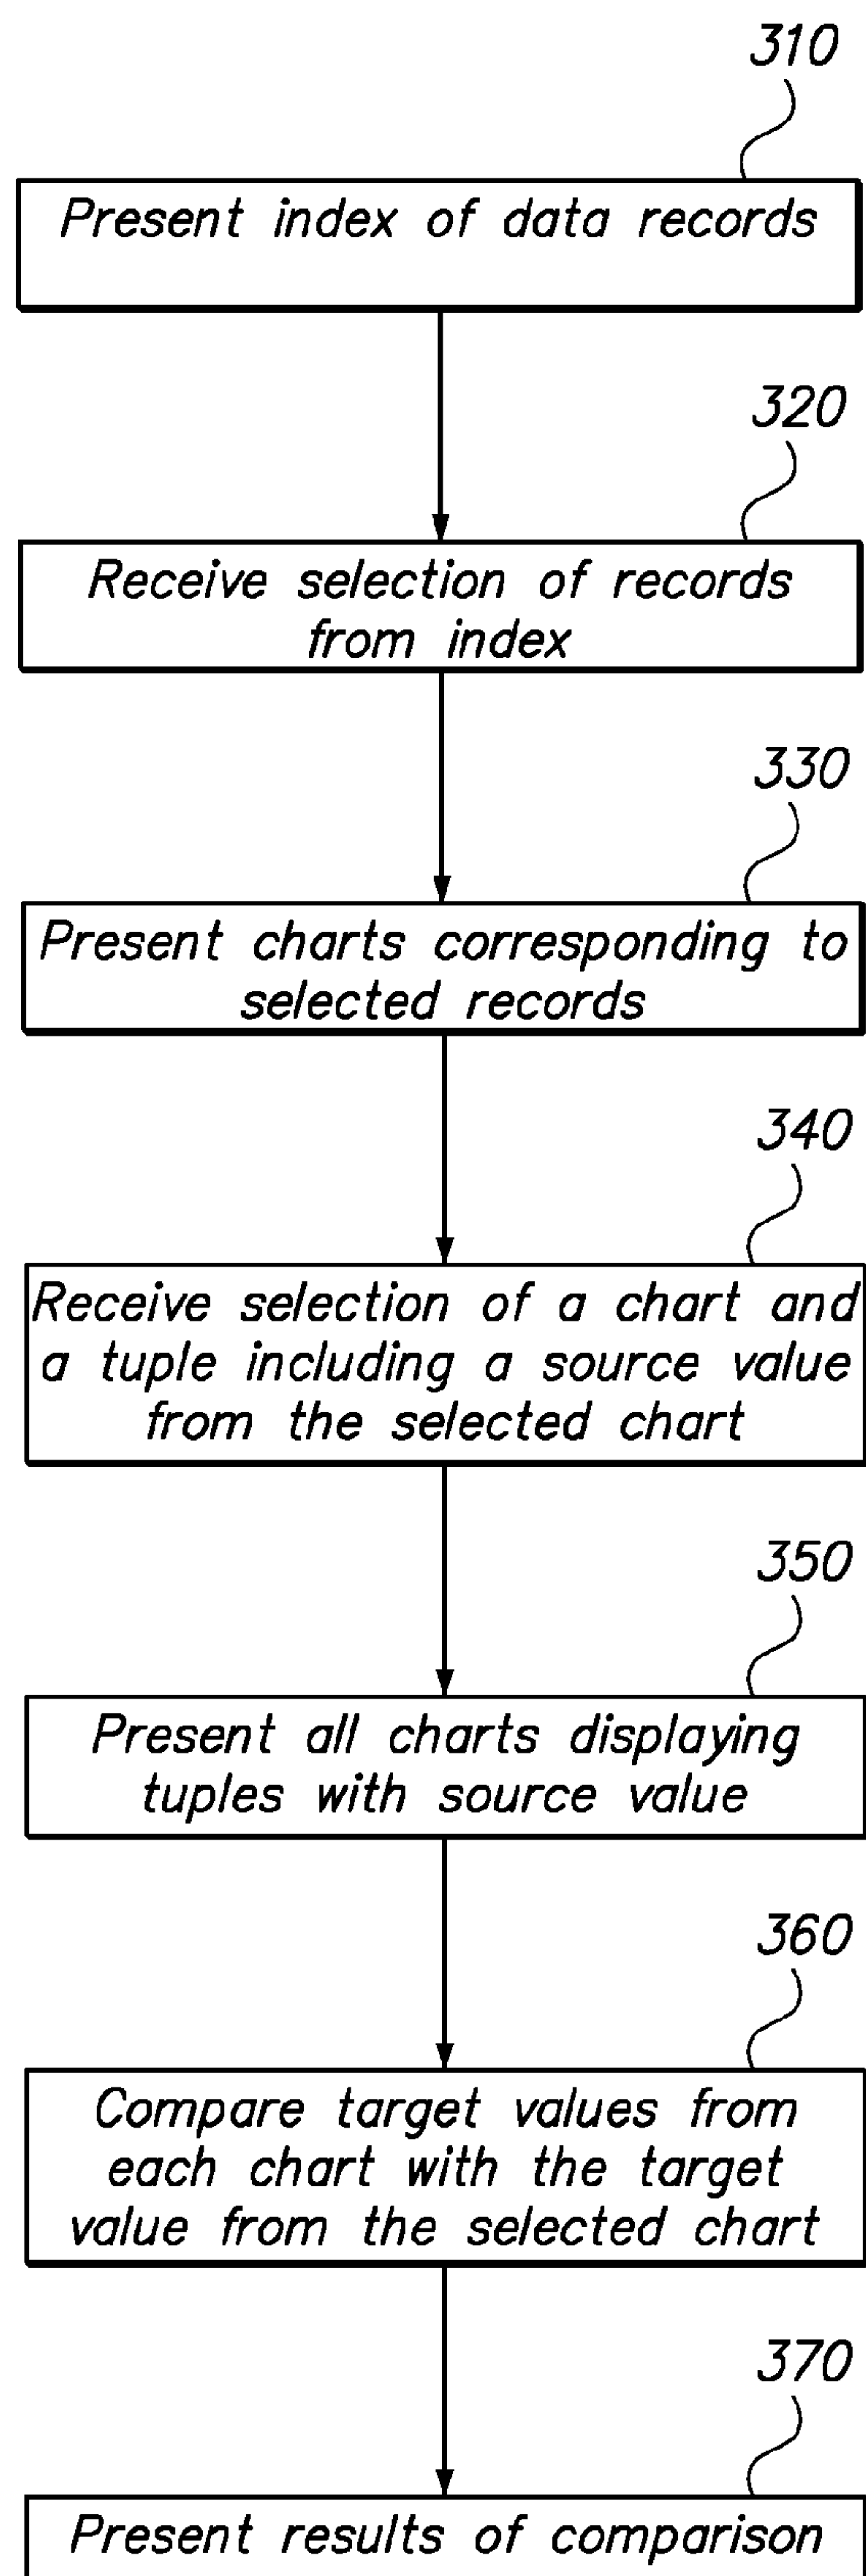 310
Present index of data records
320
Receive selection of records
from index
330
Present charts corresponding to
selected records
340
Receive selection of a chart and
a tuple including a source value
from the selected chart
350
Present all charts displaying
tuples with source value
360
Compare target values from
each chart with the target
value from the selected chart
370
Present results of comparison